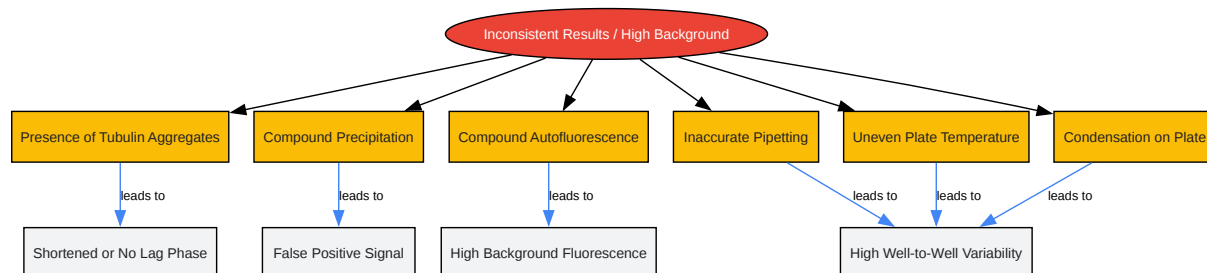 Inconsistent Results / High Background
Presence of Tubulin Aggregates
Compound Precipitation
Compound Autofluorescence
Inaccurate Pipetting
Uneven Plate Temperature
Condensation on Plate
leads to
leads to
leads to
leads to
leads to
leads to
Shortened or No Lag Phase
False Positive Signal
High Background Fluorescence
High Well-to-Well Variability